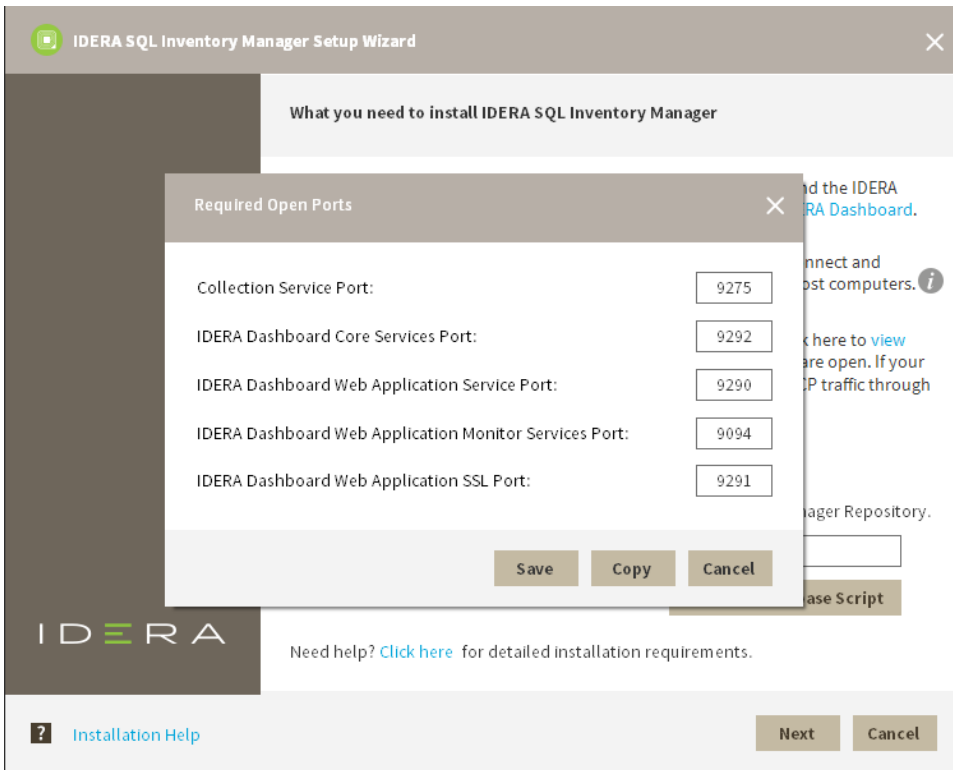 IDERA SQL Inventory Manager Setup Wizard
What you need to install IDERA SQL Inventory Manager
nd the IDERA
RA Dashboard.
nnect and
ost computers.
Required Open Ports
Collection Service Port: 9275
IDERA Dashboard Core Services Port: 9292
IDERA Dashboard Web Application Service Port: 9290
IDERA Dashboard Web Application Monitor Services Port: 9094
IDERA Dashboard Web Application SSL Port: 9291
Save Copy Cancel
here to view
are open. If your
CP traffic through
nager Repository.
ase Script
IDERA
Need help? Click here for detailed installation requirements.
? Installation Help
Next Cancel